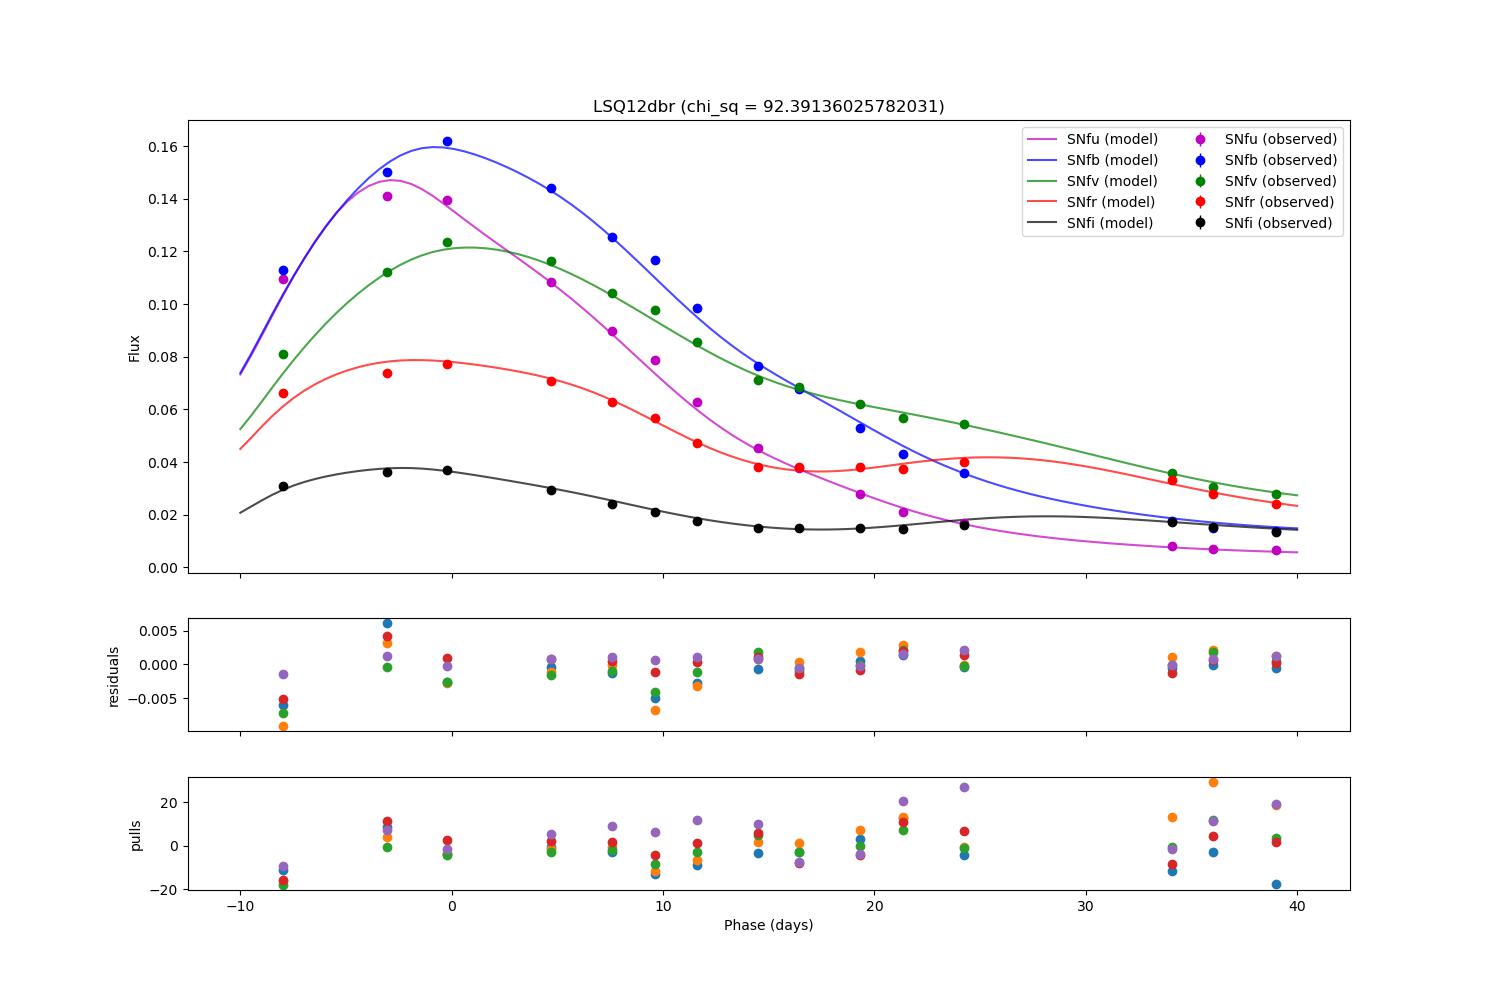 LSQ12dbr (chi_sq = 92.39136025782031)
SNfu (model)
SNfb (model)
SNfv (model)
SNfr (model)
SNfi (model)
SNfu (observed)
SNfb (observed)
SNfv (observed)
SNfr (observed)
SNfi (observed)
Flux
0.16
0.14
0.12
0.10
0.08
0.06
0.04
0.02
0.00
residuals
0.005
0.000
−0.005
pulls
20
0
−20
−10
0
10
20
30
40
Phase (days)